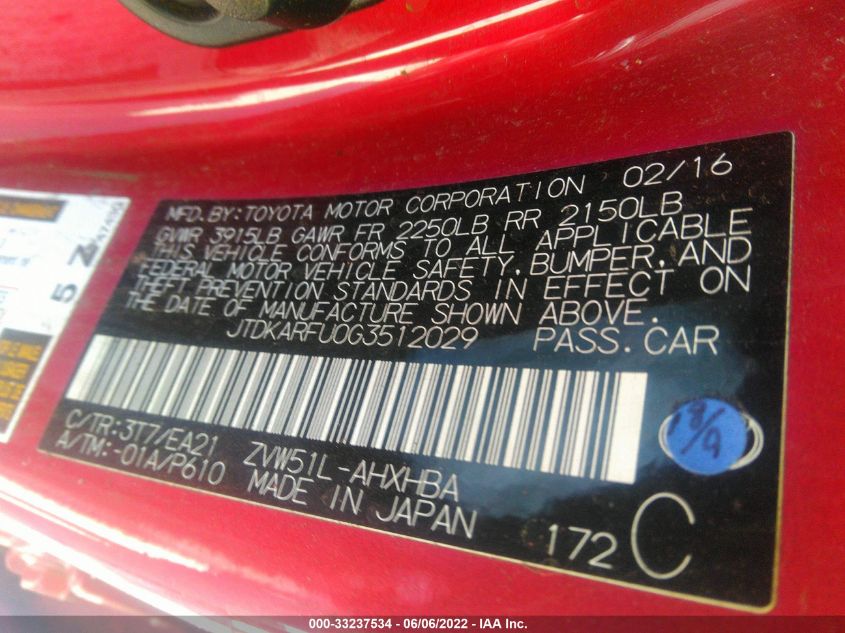 MFD. BY: TOYOTA MOTOR CORPORATION 02/16
GVWR 3915LB GAWR FR 2250LB RR 2150LB
THIS VEHICLE CONFORMS TO ALL APPLICABLE
FEDERAL MOTOR VEHICLE SAFETY, BUMPER, AND
THEFT PREVENTION STANDARDS IN EFFECT ON
THE DATE OF MANUFACTURE SHOWN ABOVE.
JTDKARFU0G3512029 PASS. CAR
C/TR: 3T7/EA21 ZVW51L-AHXHBA
A/TM: -01A/P610 MADE IN JAPAN
172 C
18/9
5 Z
000-33237534 - 06/06/2022 - IAA Inc.